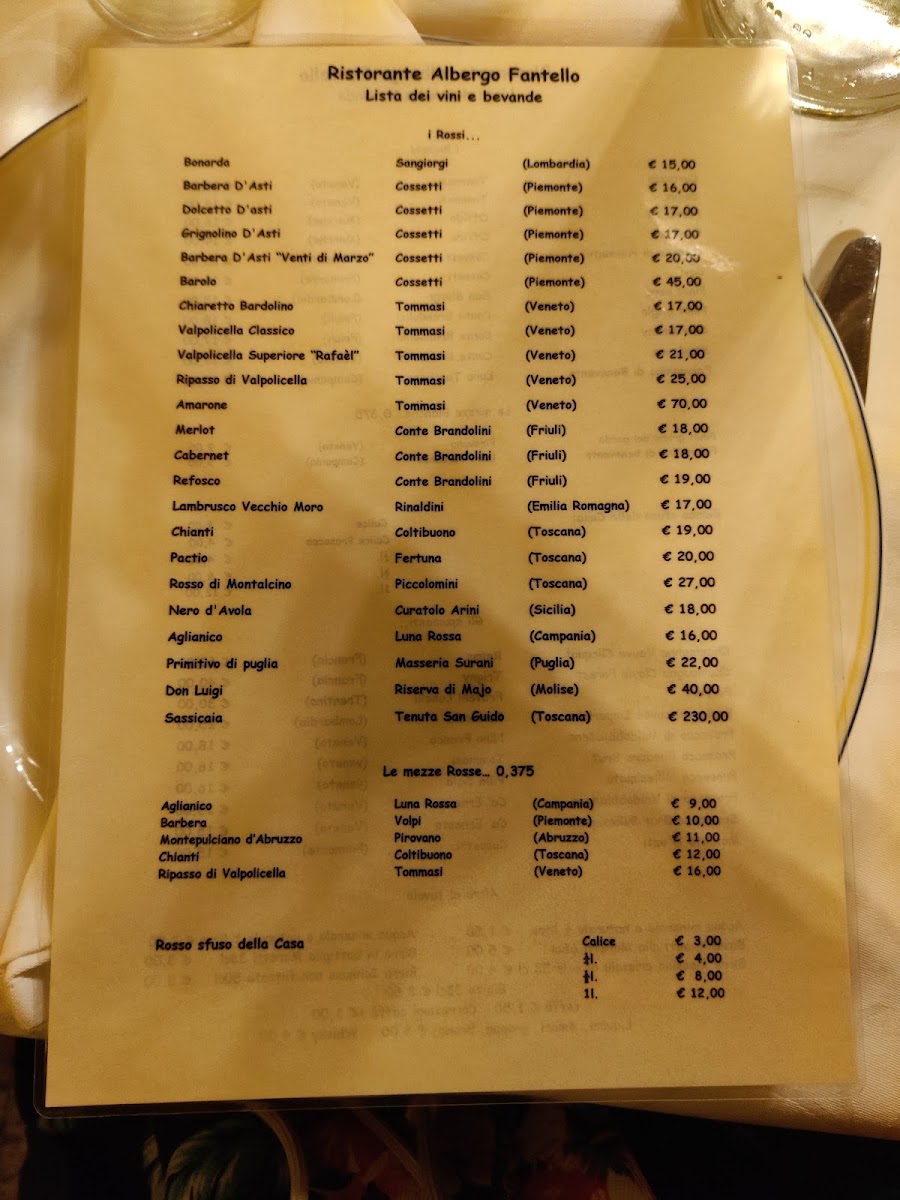 Ristorante Albergo Fantello
Lista dei vini e bevande
i Rossi...
Bonarda Sangiorgi (Lombardia) € 15,00
Barbera D'Asti Cossetti (Piemonte) € 16,00
Dolcetto D'asti Cossetti (Piemonte) € 17,00
Grignolino D'Asti Cossetti (Piemonte) € 17,00
Barbera D'Asti "Venti di Marzo" Cossetti (Piemonte) € 20,00
Barolo Cossetti (Piemonte) € 45,00
Chiaretto Bardolino Tommasi (Veneto) € 17,00
Valpolicella Classico Tommasi (Veneto) € 17,00
Valpolicella Superiore "Rafaèl" Tommasi (Veneto) € 21,00
Ripasso di Valpolicella Tommasi (Veneto) € 25,00
Amarone Tommasi (Veneto) € 70,00
Merlot Conte Brandolini (Friuli) € 18,00
Cabernet Conte Brandolini (Friuli) € 18,00
Refosco Conte Brandolini (Friuli) € 19,00
Lambrusco Vecchio Moro Rinaldini (Emilia Romagna) € 17,00
Chianti Coltibuono (Toscana) € 19,00
Pactio Fertuna (Toscana) € 20,00
Rosso di Montalcino Piccolomini (Toscana) € 27,00
Nero d'Avola Curatolo Arini (Sicilia) € 18,00
Aglianico Luna Rossa (Campania) € 16,00
Primitivo di puglia Masseria Surani (Puglia) € 22,00
Don Luigi Riserva di Majo (Molise) € 40,00
Sassicaia Tenuta San Guido (Toscana) € 230,00
Le mezze Rosse... 0,375
Aglianico Luna Rossa (Campania) € 9,00
Barbera Volpi (Piemonte) € 10,00
Montepulciano d'Abruzzo Pirovano (Abruzzo) € 11,00
Chianti Coltibuono (Toscana) € 12,00
Ripasso di Valpolicella Tommasi (Veneto) € 16,00
Rosso sfuso della Casa Calice € 3,00
¼l. € 4,00
½l. € 8,00
1l. € 12,00